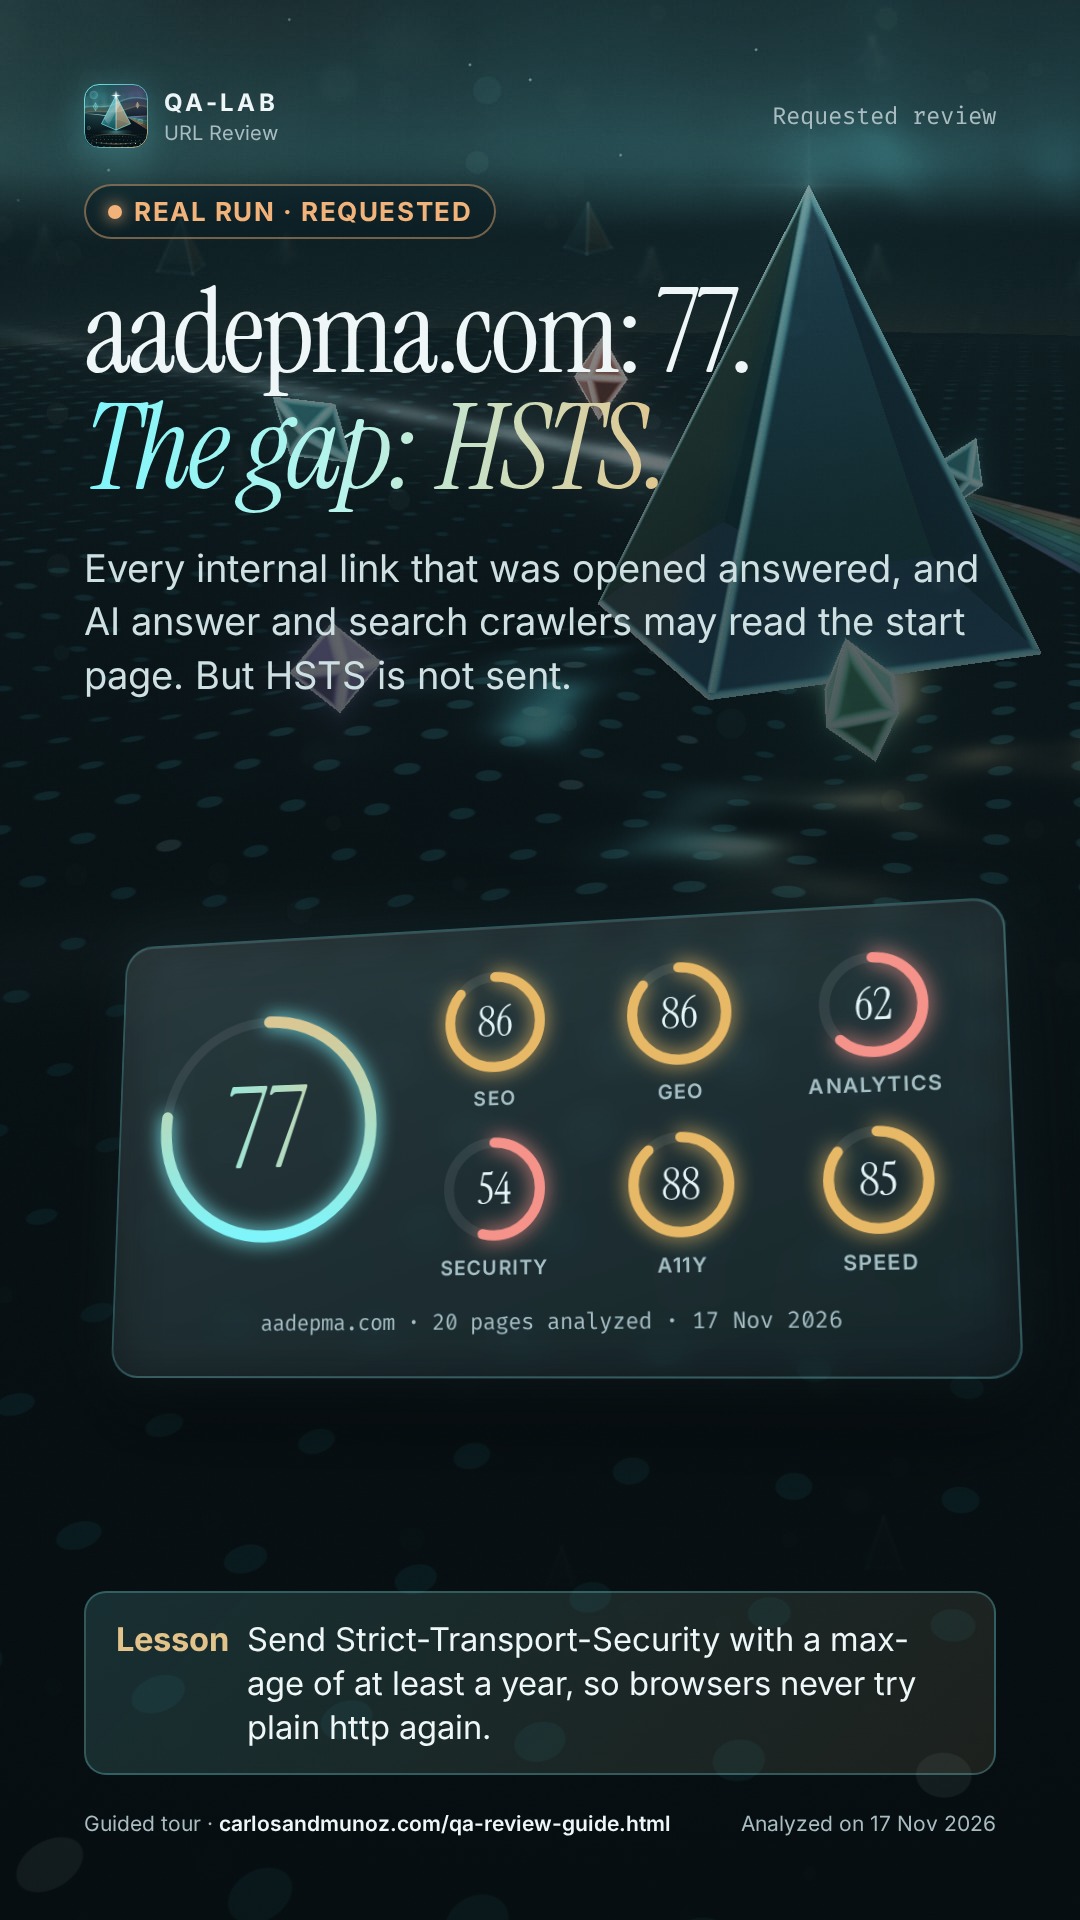 QA-LAB
URL Review
Requested review
REAL RUN · REQUESTED
aadepma.com: 77.
The gap: HSTS.
Every internal link that was opened answered, and
AI answer and search crawlers may read the start
page. But HSTS is not sent.
77
86
SEO
86
GEO
62
ANALYTICS
54
SECURITY
88
A11Y
85
SPEED
aadepma.com · 20 pages analyzed · 17 Nov 2026
Lesson Send Strict-Transport-Security with a max-
age of at least a year, so browsers never try
plain http again.
Guided tour · carlosandmunoz.com/qa-review-guide.html
Analyzed on 17 Nov 2026